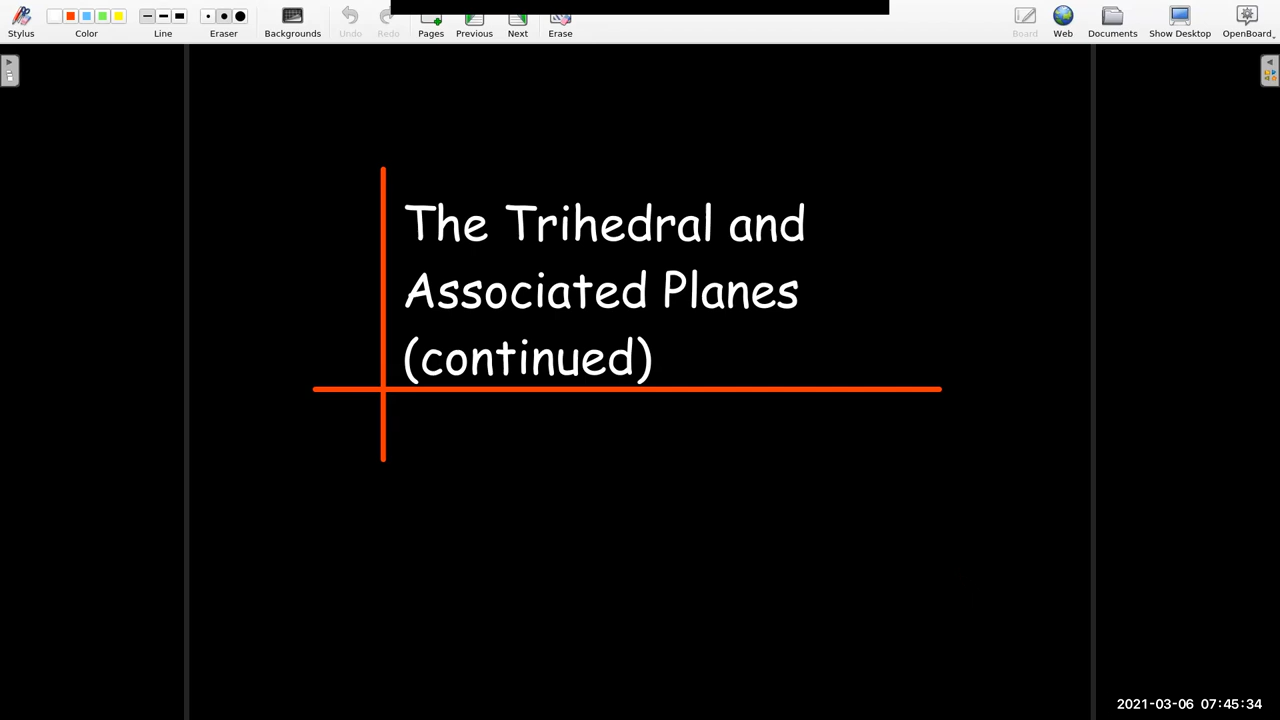 Stylus Color Line Eraser Backgrounds Undo Redo Pages Previous Next Erase Board Web Documents Show Desktop OpenBoard
The Trihedral and
Associated Planes
(continued)
2021-03-06 07:45:34